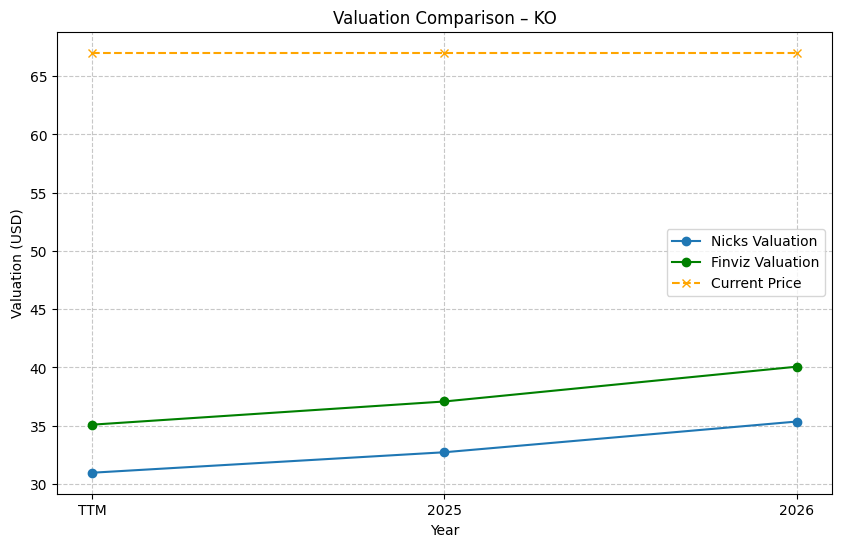 Valuation Comparison – KO
Valuation (USD)
65
60
55
50
45
40
35
30
Nicks Valuation
Finviz Valuation
Current Price
TTM
2025
2026
Year